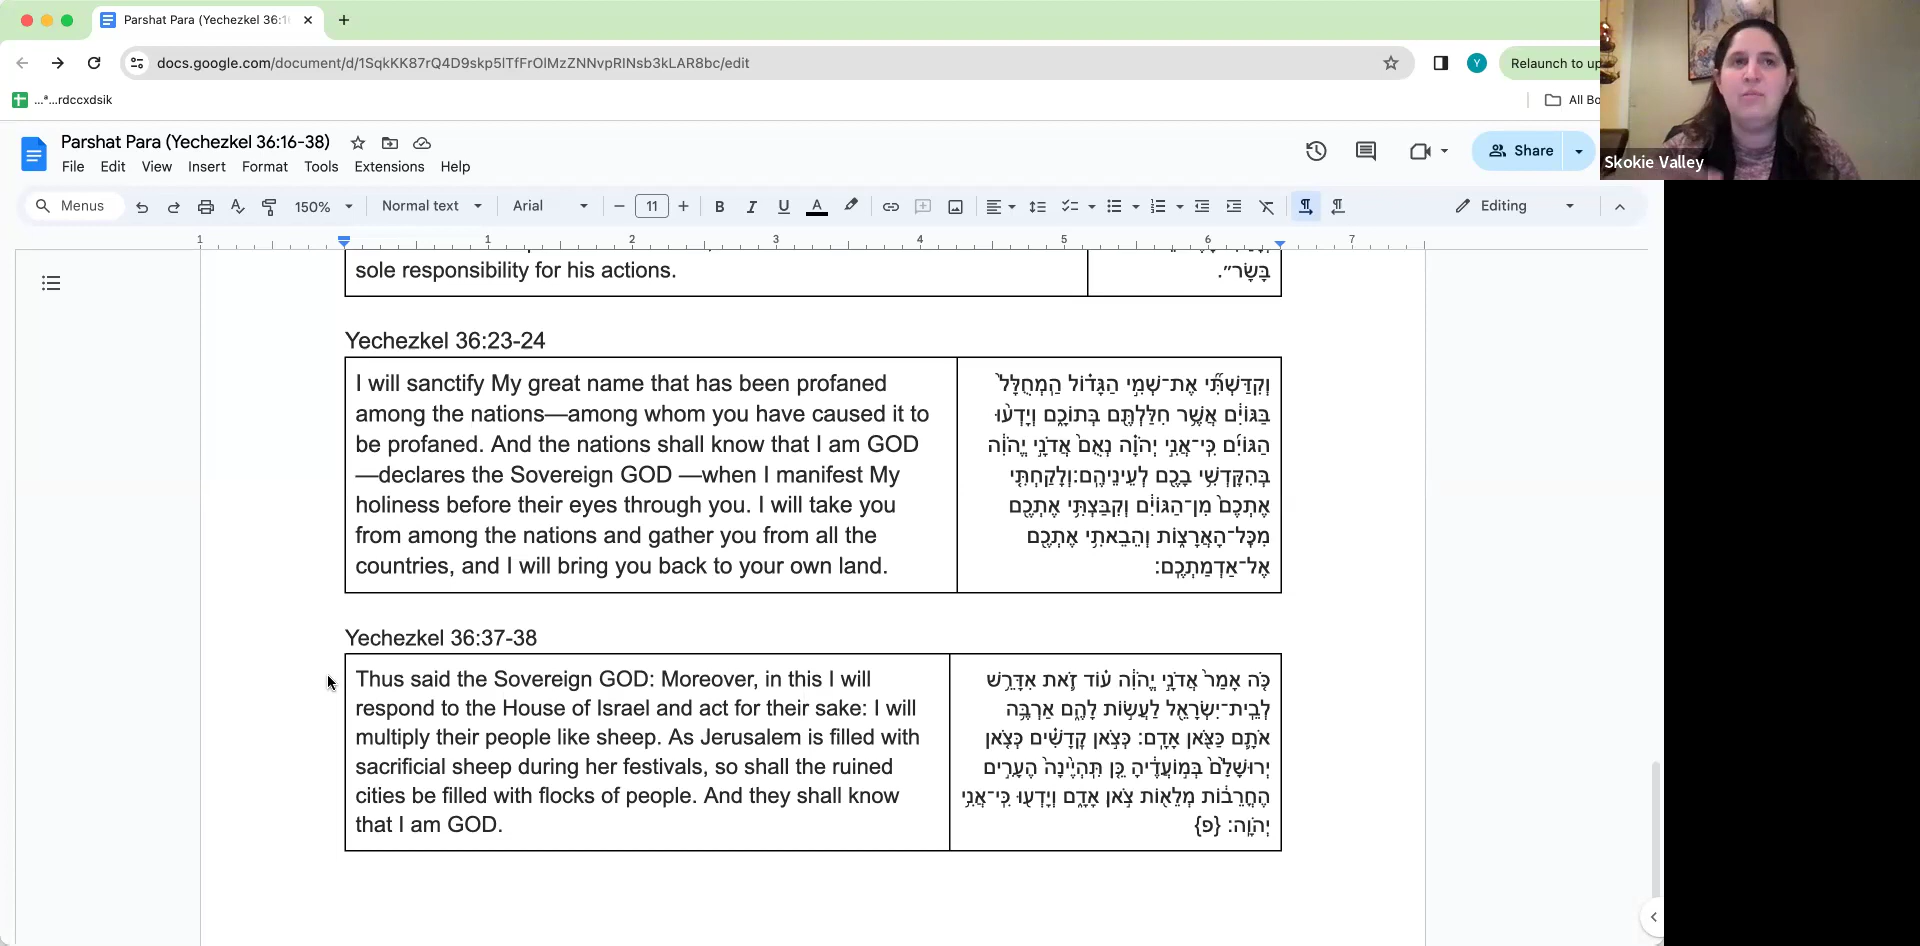 Parshat Para (Yechezkel 36:1
docs.google.com/document/d/1SqkKK87rQ4D9skp5lTfFrOlMzZNNvpRlNsb3kLAR8bc/edit
Y
Relaunch to up
...ª...rdccxdsik
All Bo
Parshat Para (Yechezkel 36:16-38)
File Edit View Insert Format Tools Extensions Help
Share
Skokie Valley
Menus 150% Normal text Arial 11 B I U A Editing
1 1 2 3 4 5 6 7
sole responsibility for his actions.
בָּשָׂר״.
Yechezkel 36:23-24
I will sanctify My great name that has been profaned
among the nations—among whom you have caused it to
be profaned. And the nations shall know that I am GOD
—declares the Sovereign GOD —when I manifest My
holiness before their eyes through you. I will take you
from among the nations and gather you from all the
countries, and I will bring you back to your own land.
וְקִדַּשְׁתִּ֞י אֶת־שְׁמִ֣י הַגָּד֗וֹל הַֽמְחֻלָּל֙
בַּגּוֹיִ֔ם אֲשֶׁ֥ר חִלַּלְתֶּ֖ם בְּתוֹכָ֑ם וְיָדְע֨וּ
הַגּוֹיִ֜ם כִּי־אֲנִ֣י יְהֹוָ֗ה נְאֻם֙ אֲדֹנָ֣י יֱהֹוִ֔ה
בְּהִקָּדְשִׁ֥י בָכֶ֖ם לְעֵינֵיהֶֽם׃וְלָקַחְתִּ֤י
אֶתְכֶם֙ מִן־הַגּוֹיִ֔ם וְקִבַּצְתִּ֥י אֶתְכֶ֖ם
מִכׇּל־הָאֲרָצ֑וֹת וְהֵבֵאתִ֥י אֶתְכֶ֖ם
אֶל־אַדְמַתְכֶֽם׃
Yechezkel 36:37-38
Thus said the Sovereign GOD: Moreover, in this I will
respond to the House of Israel and act for their sake: I will
multiply their people like sheep. As Jerusalem is filled with
sacrificial sheep during her festivals, so shall the ruined
cities be filled with flocks of people. And they shall know
that I am GOD.
כֹּ֤ה אָמַר֙ אֲדֹנָ֣י יֱהֹוִ֔ה ע֗וֹד זֹ֛את אִדָּרֵ֥שׁ
לְבֵֽית־יִשְׂרָאֵ֖ל לַעֲשׂ֣וֹת לָהֶ֑ם אַרְבֶּ֥ה
אֹתָ֛ם כַּצֹּ֖אן אָדָֽם׃ כְּצֹ֣אן קׇֽדָשִׁ֗ים כְּצֹ֤אן
יְרוּשָׁלַ֙͏ִם֙ בְּמ֣וֹעֲדֶ֔יהָ כֵּ֤ן תִּהְיֶ֙ינָה֙ הֶעָרִ֣ים
הֶחֳרֵב֔וֹת מְלֵא֖וֹת צֹ֣אן אָדָ֑ם וְיָדְע֖וּ כִּֽי־אֲנִ֥י
יְהֹוָֽה׃ {פ}